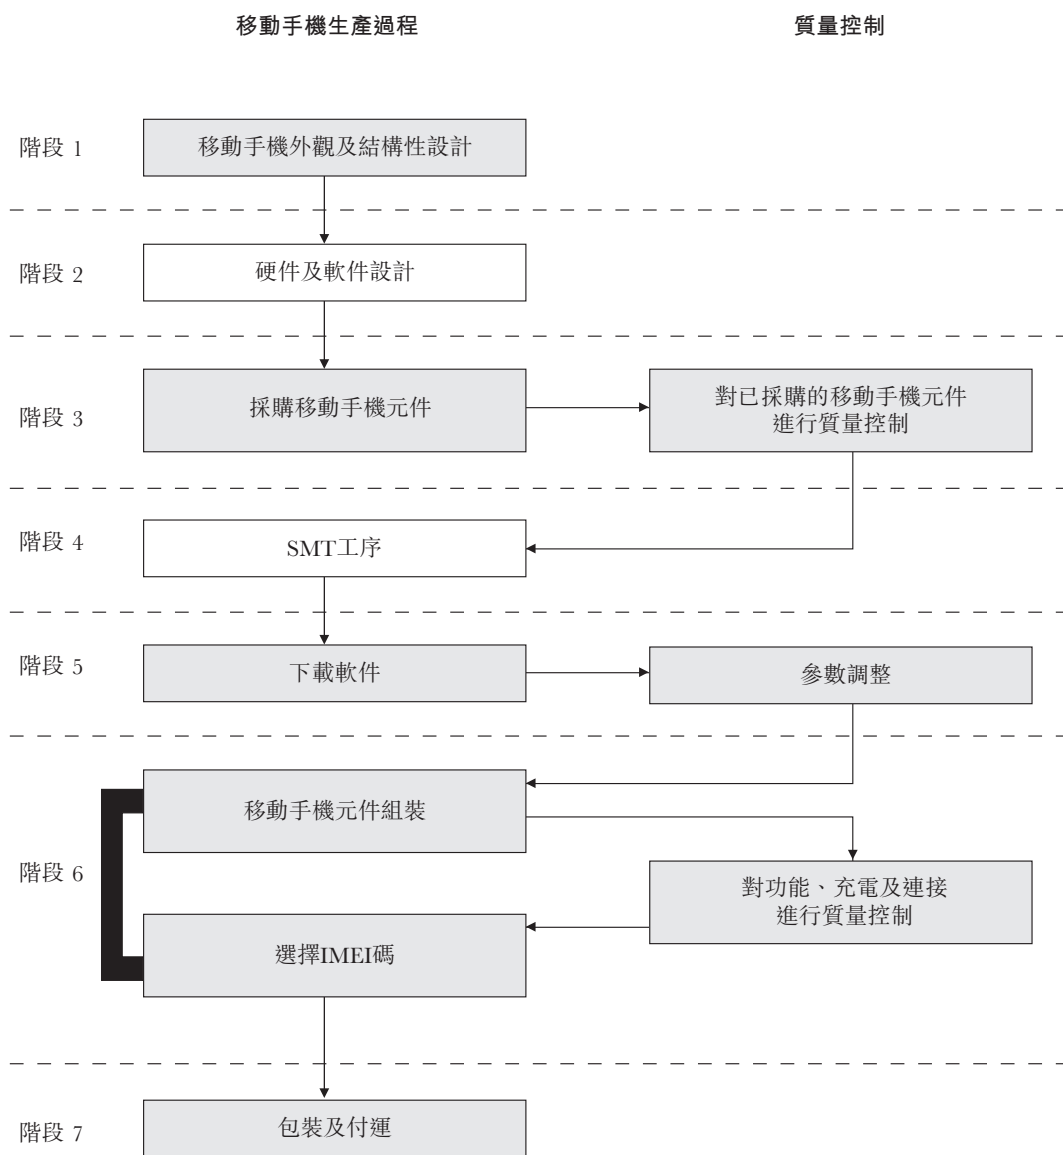 移動手機生產過程
質量控制
階段 1
移動手機外觀及結構性設計
階段 2
硬件及軟件設計
階段 3
採購移動手機元件
對已採購的移動手機元件
進行質量控制
階段 4
SMT工序
階段 5
下載軟件
參數調整
階段 6
移動手機元件組裝
對功能、充電及連接
進行質量控制
選擇IMEI碼
階段 7
包裝及付運